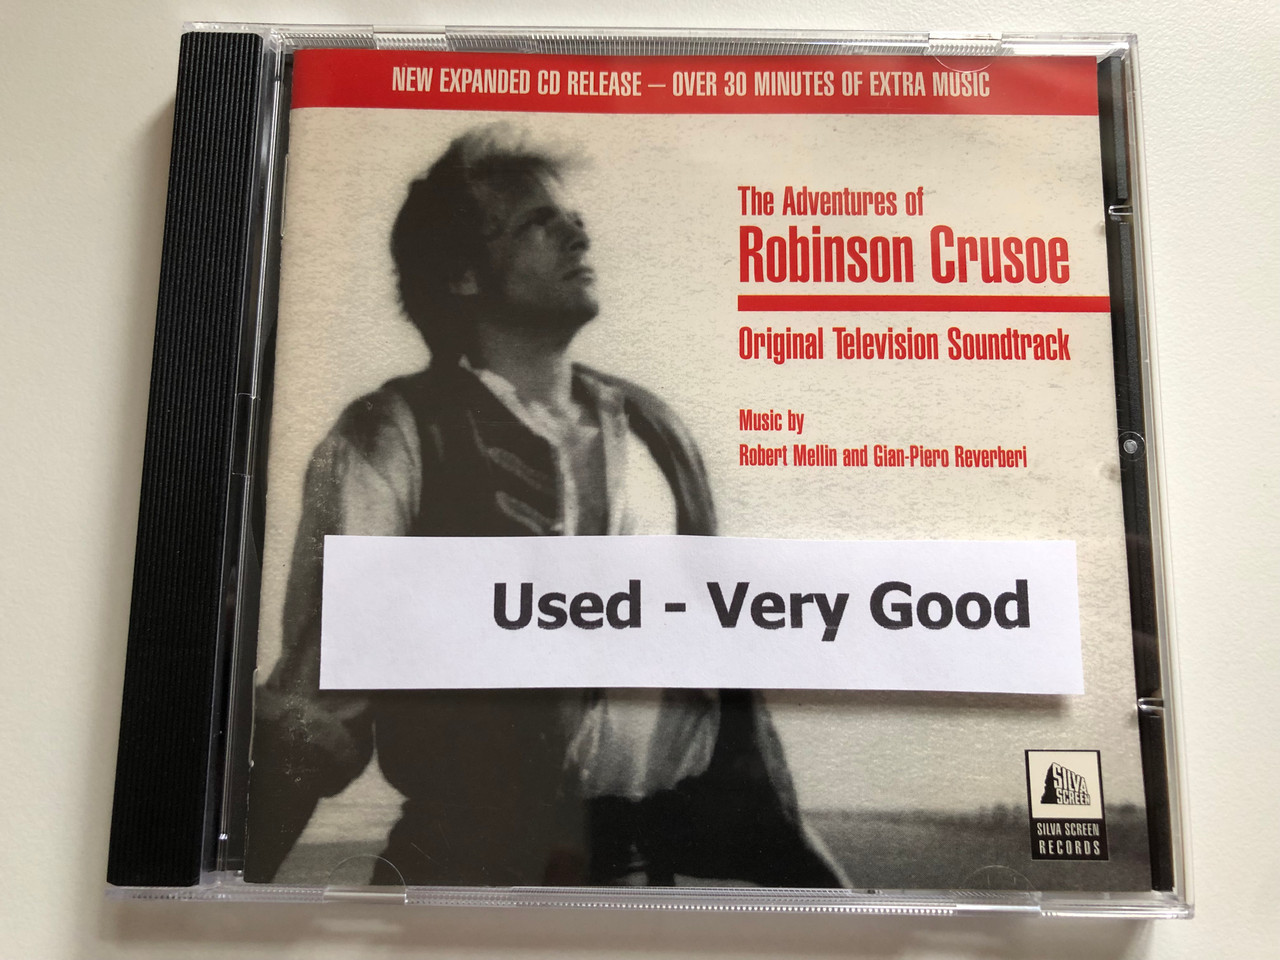 NEW EXPANDED CD RELEASE – OVER 30 MINUTES OF EXTRA MUSIC
The Adventures of
Robinson Crusoe
Original Television Soundtrack
Music by
Robert Mellin and Gian-Piero Reverberi
Used - Very Good
SILVA
SCREEN
SILVA SCREEN
RECORDS